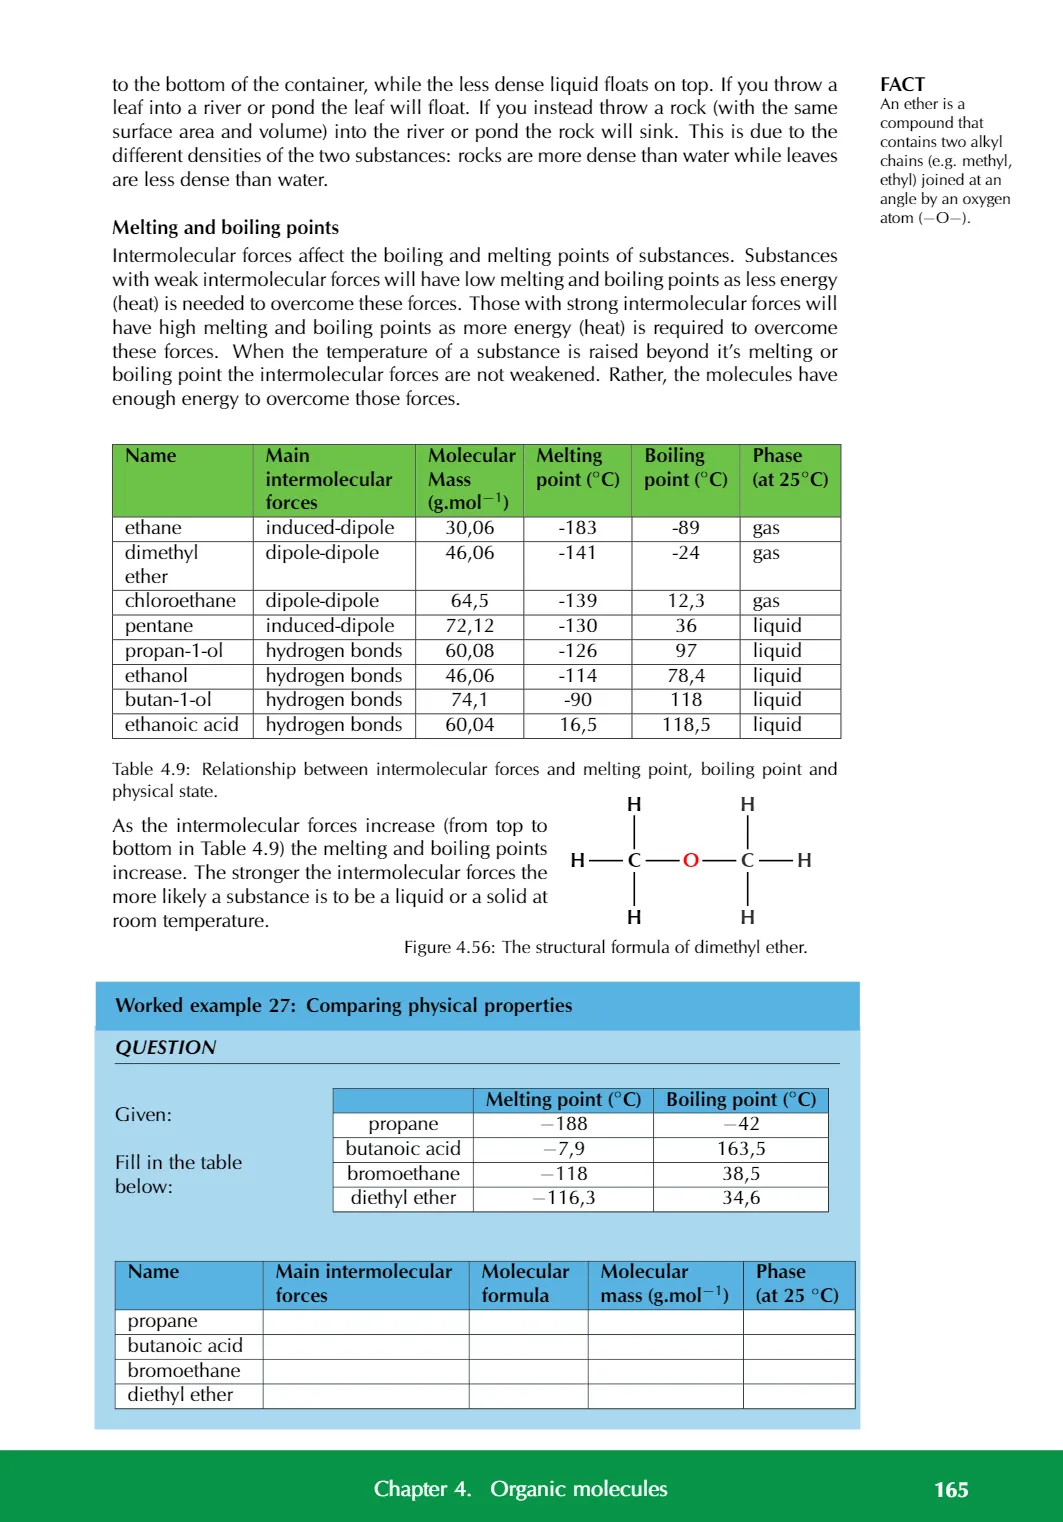 to the bottom of the container, while the less dense liquid floats on top. If you throw a
leaf into a river or pond the leaf will float. If you instead throw a rock (with the same
surface area and volume) into the river or pond the rock will sink. This is due to the
different densities of the two substances: rocks are more dense than water while leaves
are less dense than water.
FACT
An ether is a
compound that
contains two alkyl
chains (e.g. methyl,
ethyl) joined at an
angle by an oxygen
atom (−O−).
Melting and boiling points
Intermolecular forces affect the boiling and melting points of substances. Substances
with weak intermolecular forces will have low melting and boiling points as less energy
(heat) is needed to overcome these forces. Those with strong intermolecular forces will
have high melting and boiling points as more energy (heat) is required to overcome
these forces. When the temperature of a substance is raised beyond it's melting or
boiling point the intermolecular forces are not weakened. Rather, the molecules have
enough energy to overcome those forces.
Name Main intermolecular forces Molecular Mass (g.mol⁻¹) Melting point (°C) Boiling point (°C) Phase (at 25°C)
ethane induced-dipole 30,06 -183 -89 gas
dimethyl ether dipole-dipole 46,06 -141 -24 gas
chloroethane dipole-dipole 64,5 -139 12,3 gas
pentane induced-dipole 72,12 -130 36 liquid
propan-1-ol hydrogen bonds 60,08 -126 97 liquid
ethanol hydrogen bonds 46,06 -114 78,4 liquid
butan-1-ol hydrogen bonds 74,1 -90 118 liquid
ethanoic acid hydrogen bonds 60,04 16,5 118,5 liquid
Table 4.9: Relationship between intermolecular forces and melting point, boiling point and
physical state.
As the intermolecular forces increase (from top to
bottom in Table 4.9) the melting and boiling points
increase. The stronger the intermolecular forces the
more likely a substance is to be a liquid or a solid at
room temperature.
H H
H C O C H
H H
Figure 4.56: The structural formula of dimethyl ether.
Worked example 27: Comparing physical properties
QUESTION
Given:
Melting point (°C) Boiling point (°C)
propane −188 −42
butanoic acid −7,9 163,5
bromoethane −118 38,5
diethyl ether −116,3 34,6
Fill in the table
below:
Name Main intermolecular forces Molecular formula Molecular mass (g.mol⁻¹) Phase (at 25 °C)
propane
butanoic acid
bromoethane
diethyl ether
Chapter 4. Organic molecules 165